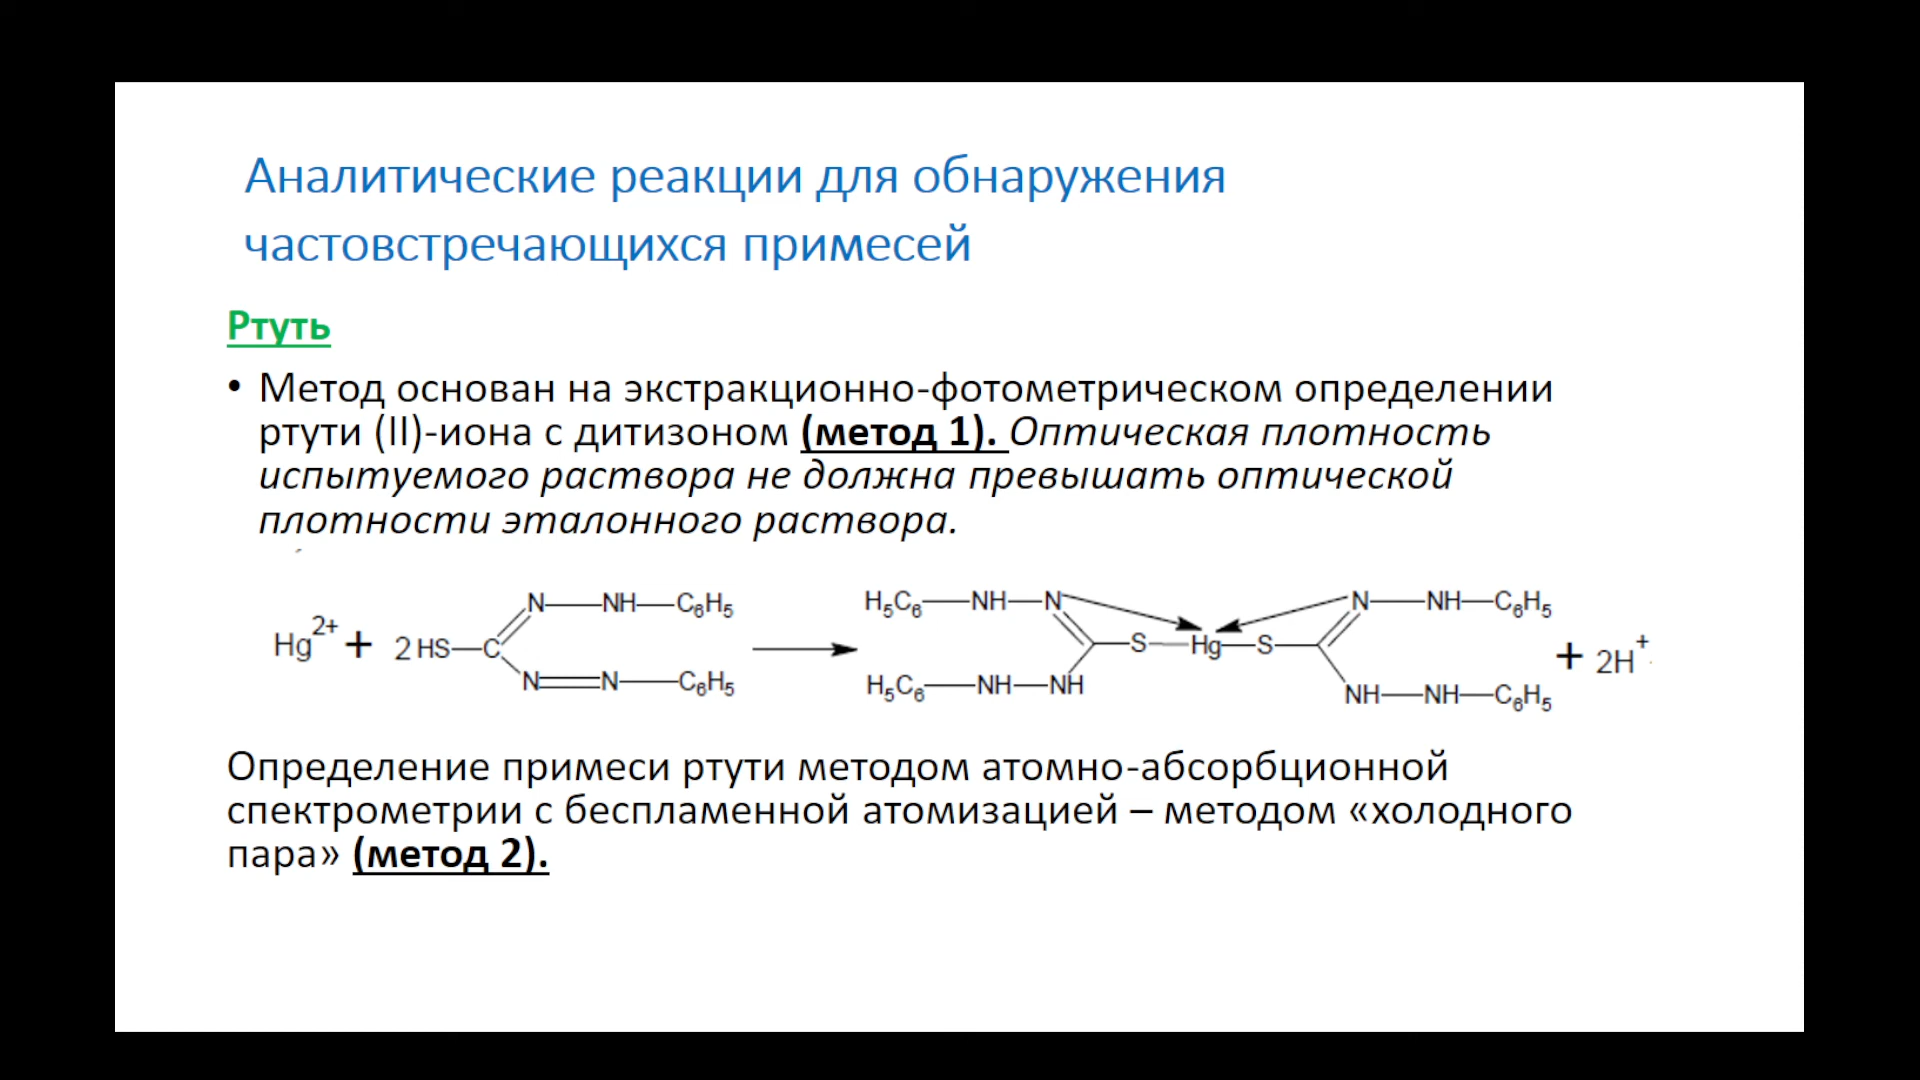 Аналитические реакции для обнаружения
частовстречающихся примесей
Ртуть
• Метод основан на экстракционно-фотометрическом определении
ртути (II)-иона с дитизоном (метод 1). Оптическая плотность
испытуемого раствора не должна превышать оптической
плотности эталонного раствора.
N—NH—C₆H₅ H₅C₆—NH—N N—NH—C₆H₅
Hg²⁺ + 2 HS—C S—Hg—S + 2H⁺
N=N—C₆H₅ H₅C₆—NH—NH NH—NH—C₆H₅
Определение примеси ртути методом атомно-абсорбционной
спектрометрии с беспламенной атомизацией – методом «холодного
пара» (метод 2).